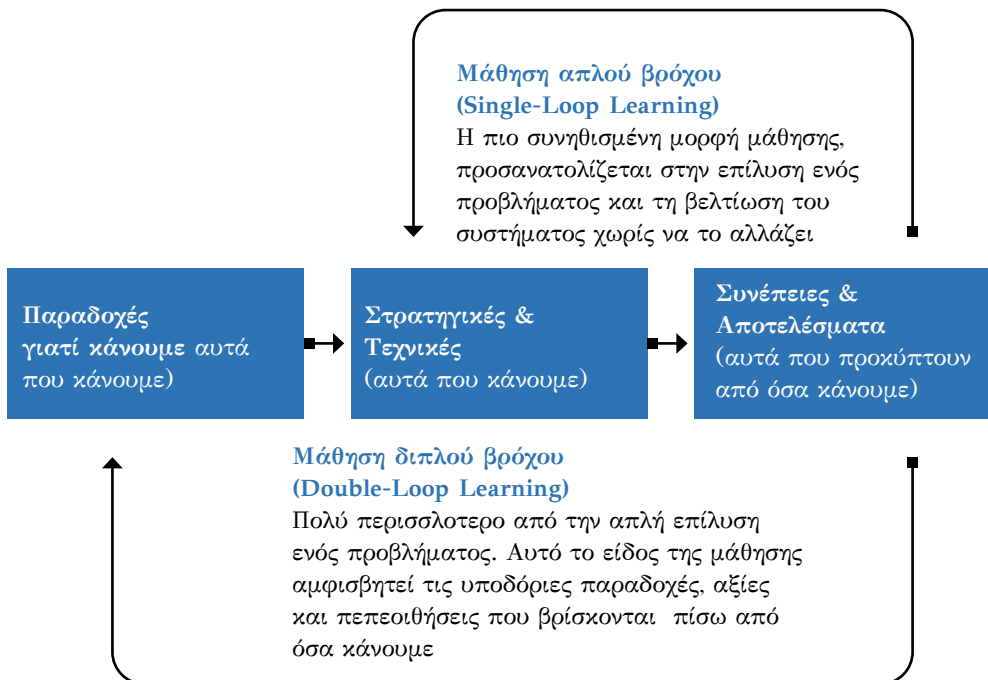 Μάθηση απλού βρόχου
(Single-Loop Learning)
Η πιο συνηθισμένη μορφή μάθησης,
προσανατολίζεται στην επίλυση ενός
προβλήματος και τη βελτίωση του
συστήματος χωρίς να το αλλάζει
Παραδοχές
γιατί κάνουμε αυτά
που κάνουμε)
Στρατηγικές &
Τεχνικές
(αυτά που κάνουμε)
Συνέπειες &
Αποτελέσματα
(αυτά που προκύπτουν
από όσα κάνουμε)
Μάθηση διπλού βρόχου
(Double-Loop Learning)
Πολύ περισσλοτερο από την απλή επίλυση
ενός προβλήματος. Αυτό το είδος της μάθησης
αμφισβητεί τις υποδόριες παραδοχές, αξίες
και πεπεοιθήσεις που βρίσκονται πίσω από
όσα κάνουμε